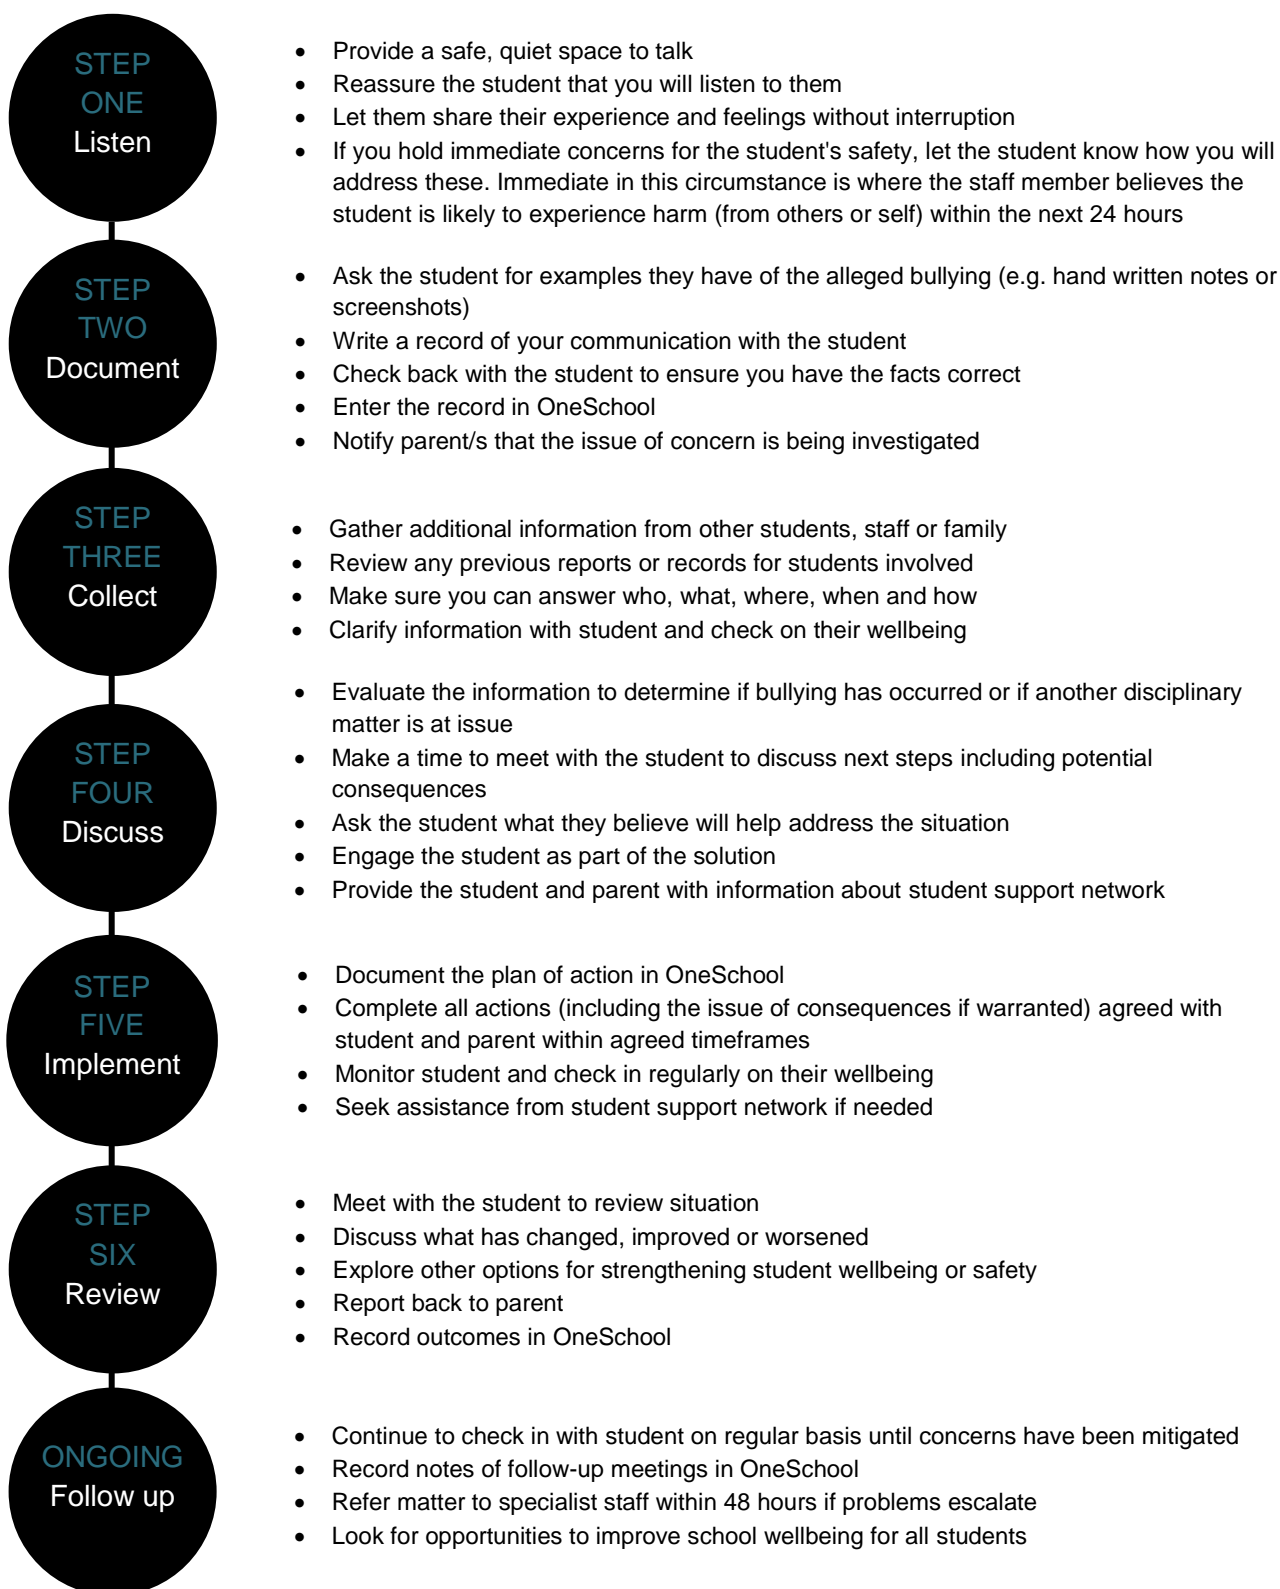 STEP
ONE
Listen
• Provide a safe, quiet space to talk
• Reassure the student that you will listen to them
• Let them share their experience and feelings without interruption
• If you hold immediate concerns for the student's safety, let the student know how you will
address these. Immediate in this circumstance is where the staff member believes the
student is likely to experience harm (from others or self) within the next 24 hours
STEP
TWO
Document
• Ask the student for examples they have of the alleged bullying (e.g. hand written notes or
screenshots)
• Write a record of your communication with the student
• Check back with the student to ensure you have the facts correct
• Enter the record in OneSchool
• Notify parent/s that the issue of concern is being investigated
STEP
THREE
Collect
• Gather additional information from other students, staff or family
• Review any previous reports or records for students involved
• Make sure you can answer who, what, where, when and how
• Clarify information with student and check on their wellbeing
STEP
FOUR
Discuss
• Evaluate the information to determine if bullying has occurred or if another disciplinary
matter is at issue
• Make a time to meet with the student to discuss next steps including potential
consequences
• Ask the student what they believe will help address the situation
• Engage the student as part of the solution
• Provide the student and parent with information about student support network
STEP
FIVE
Implement
• Document the plan of action in OneSchool
• Complete all actions (including the issue of consequences if warranted) agreed with
student and parent within agreed timeframes
• Monitor student and check in regularly on their wellbeing
• Seek assistance from student support network if needed
STEP
SIX
Review
• Meet with the student to review situation
• Discuss what has changed, improved or worsened
• Explore other options for strengthening student wellbeing or safety
• Report back to parent
• Record outcomes in OneSchool
ONGOING
Follow up
• Continue to check in with student on regular basis until concerns have been mitigated
• Record notes of follow-up meetings in OneSchool
• Refer matter to specialist staff within 48 hours if problems escalate
• Look for opportunities to improve school wellbeing for all students